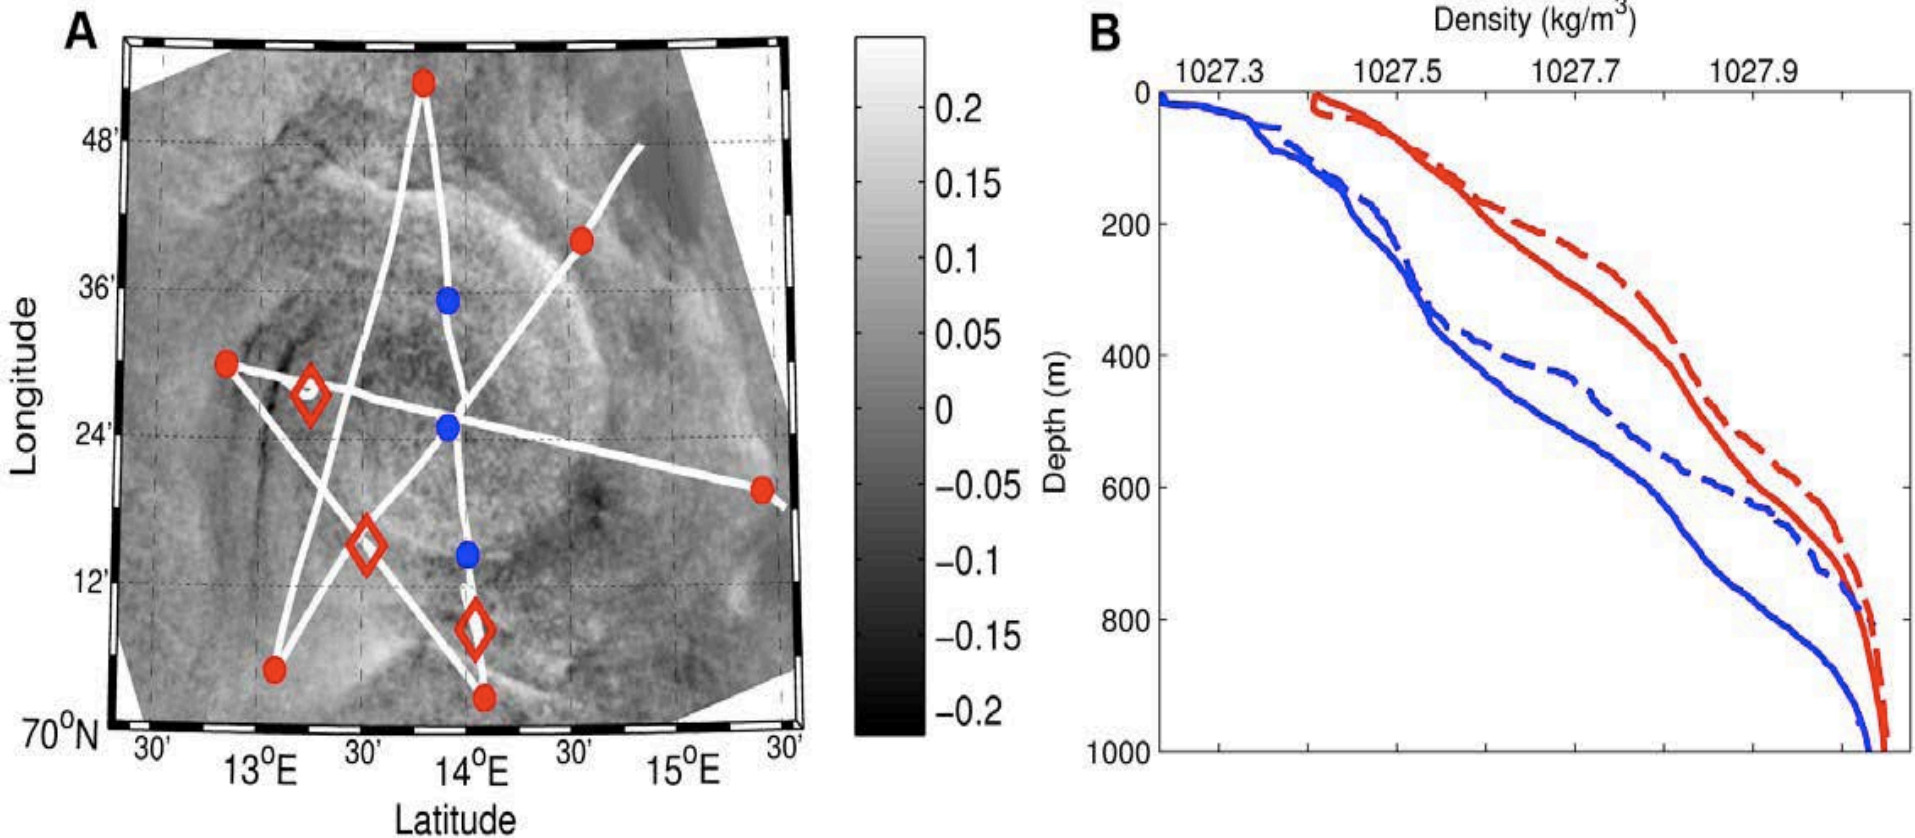 A
48'
36'
24'
12'
70°N
30'
13°E
30'
14°E
30'
15°E
30'
Longitude
Latitude
0.2
0.15
0.1
0.05
0
−0.05
−0.1
−0.15
−0.2
B
Density (kg/m³)
1027.3 1027.5 1027.7 1027.9
0
200
400
600
800
1000
Depth (m)